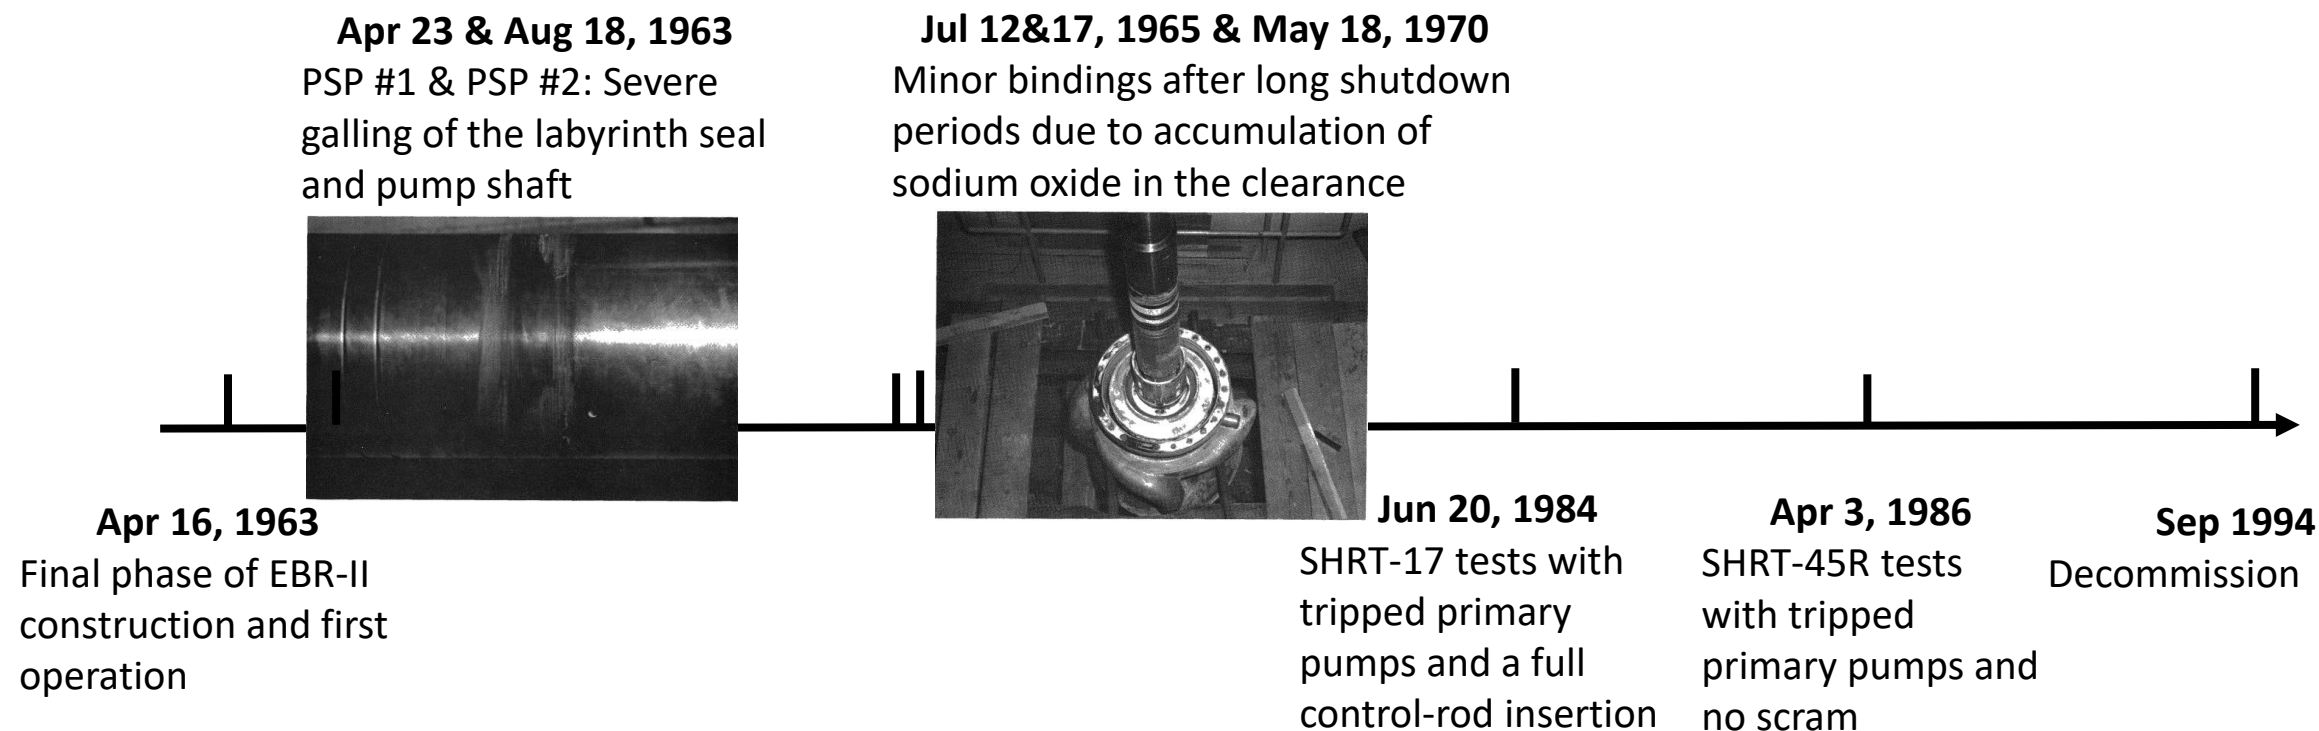 Apr 23 & Aug 18, 1963
PSP #1 & PSP #2: Severe
galling of the labyrinth seal
and pump shaft
Jul 12&17, 1965 & May 18, 1970
Minor bindings after long shutdown
periods due to accumulation of
sodium oxide in the clearance
Apr 16, 1963
Final phase of EBR-II
construction and first
operation
Jun 20, 1984
SHRT-17 tests with
tripped primary
pumps and a full
control-rod insertion
Apr 3, 1986
SHRT-45R tests
with tripped
primary pumps and
no scram
Sep 1994
Decommission